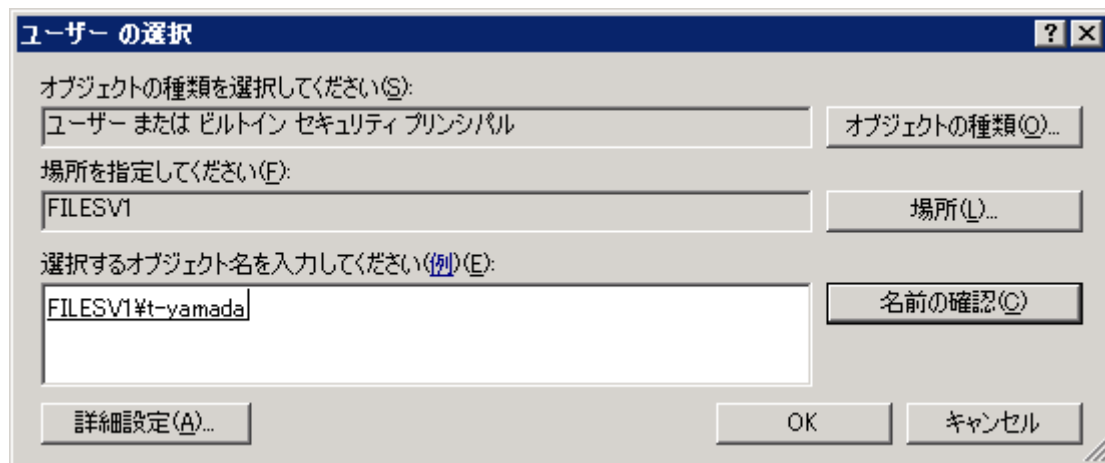 ユーザー の選択
オブジェクトの種類を選択してください(S):
ユーザー または ビルトイン セキュリティ プリンシパル
オブジェクトの種類(O)...
場所を指定してください(F):
FILESV1
場所(L)...
選択するオブジェクト名を入力してください(例)(E):
FILESV1¥t-yamada
名前の確認(C)
詳細設定(A)...
OK
キャンセル